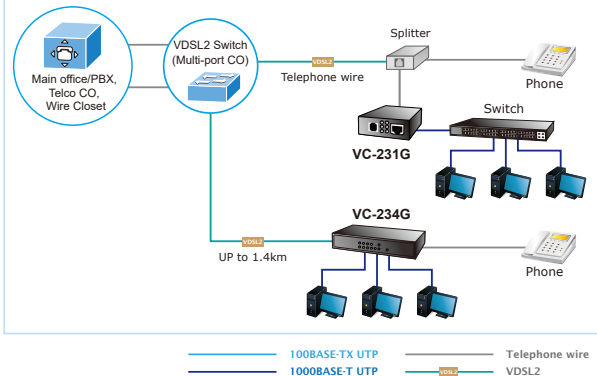 Main office/PBX,
Telco CO,
Wire Closet
VDSL2 Switch
(Multi-port CO)
VDSL2
Telephone wire
Splitter
Phone
VC-231G
Switch
VC-234G
VDSL2
UP to 1.4km
Phone
100BASE-TX UTP
Telephone wire
1000BASE-T UTP
VDSL2
VDSL2